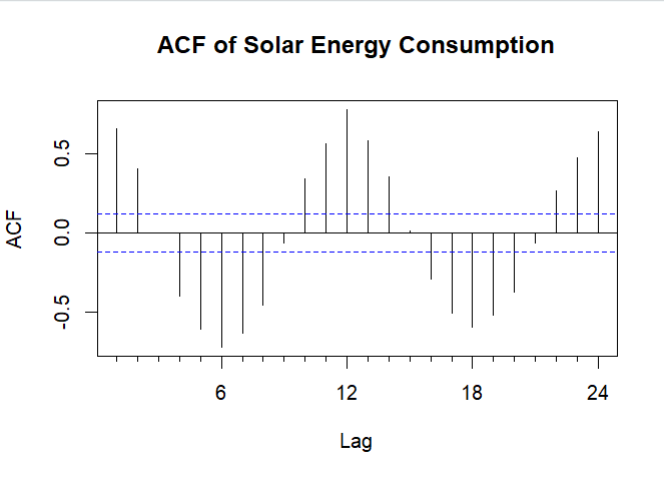 ACF of Solar Energy Consumption
ACF
0.5
0.0
-0.5
6 12 18 24
Lag